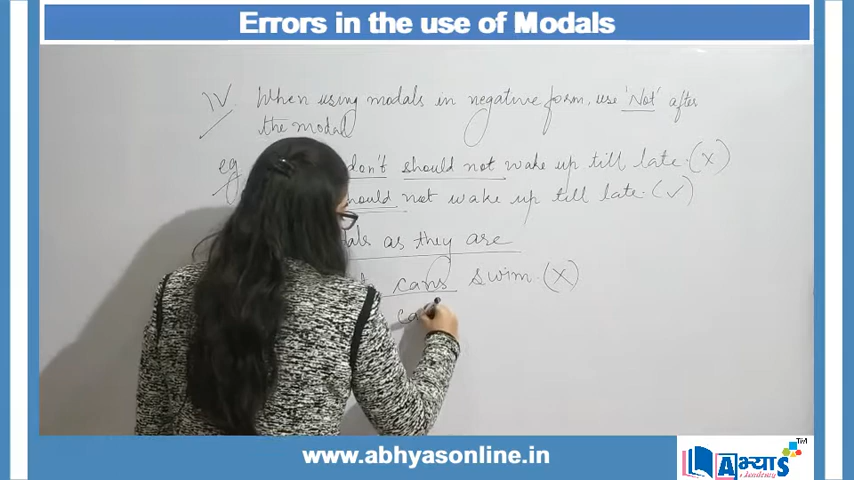 Errors in the use of Modals
IV When using modals in negative form, use 'Not' after
the modal
eg don't should not wake up till late. (X)
should not wake up till late. (✓)
as they are
cans swim. (X)
www.abhyasonline.in
अभ्याS
Academy
TM